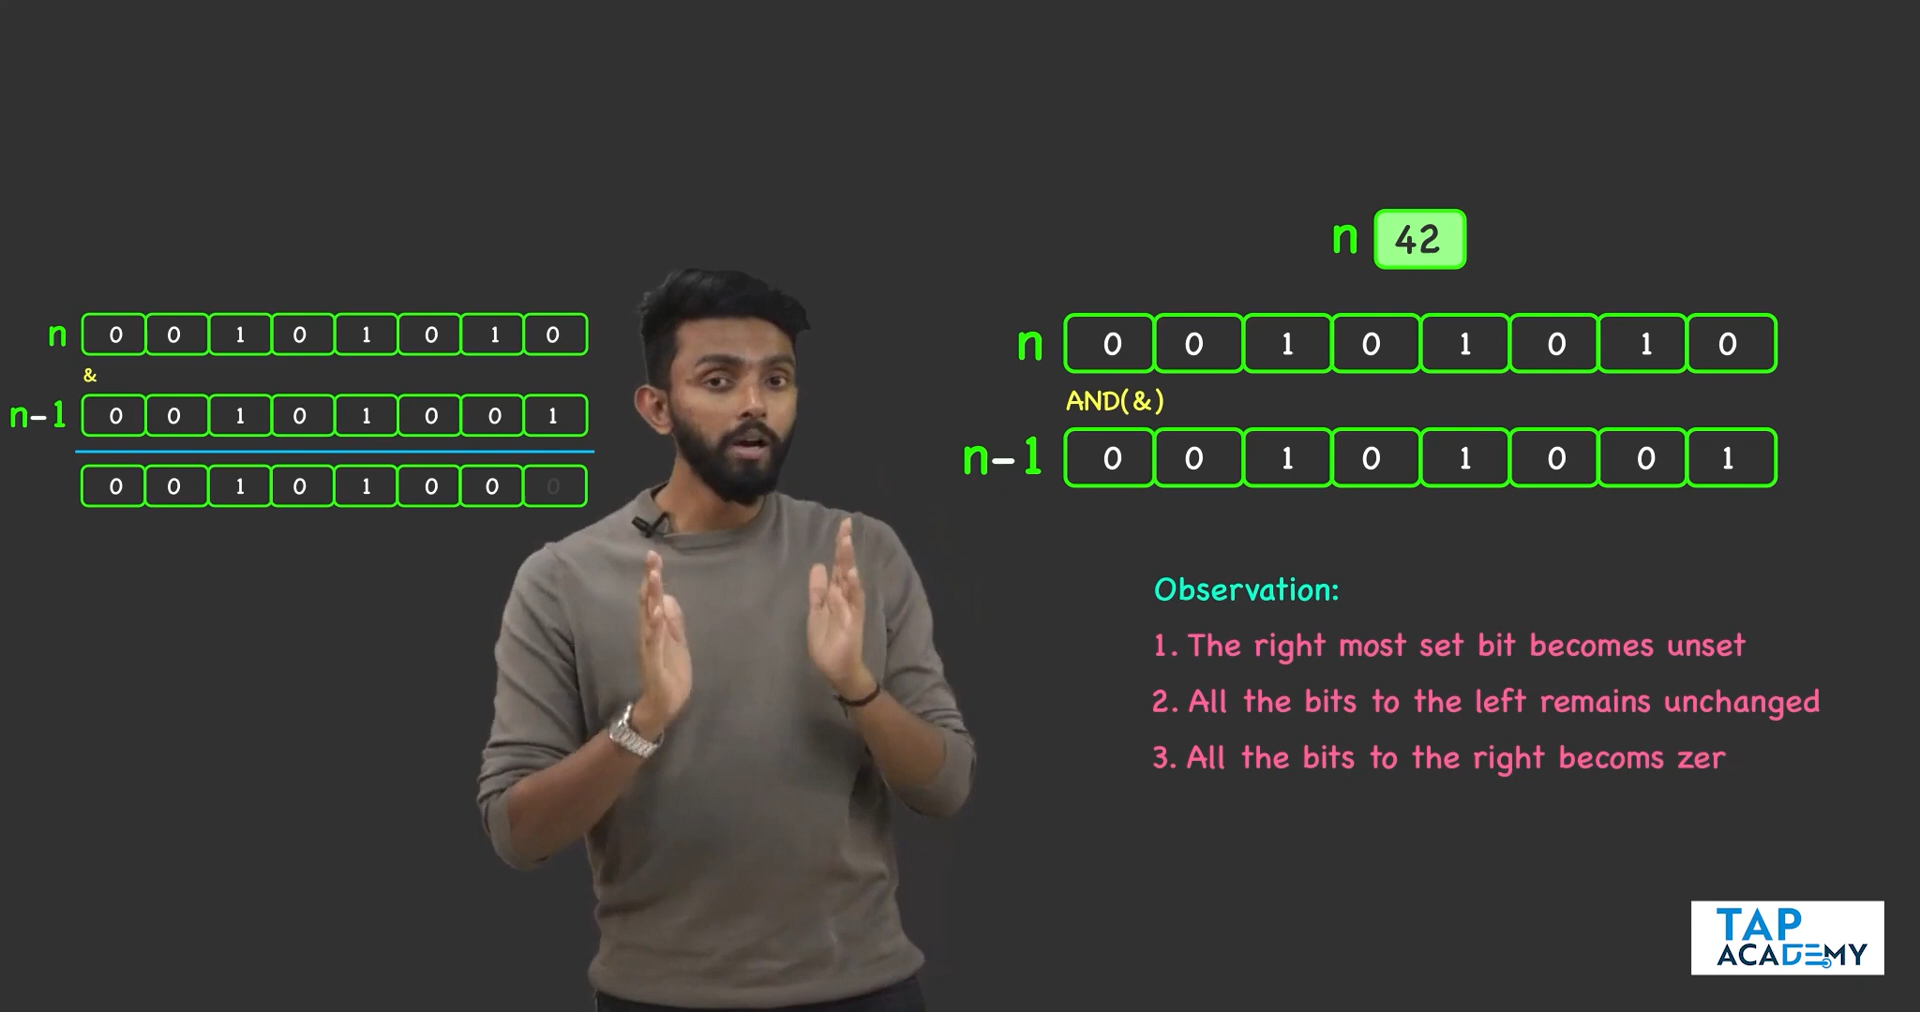 n 0 0 1 0 1 0 1 0
&
n-1 0 0 1 0 1 0 0 1
0 0 1 0 1 0 0 0
n 42
n 0 0 1 0 1 0 1 0
AND(&)
n-1 0 0 1 0 1 0 0 1
Observation:
1. The right most set bit becomes unset
2. All the bits to the left remains unchanged
3. All the bits to the right becoms zer
TAP
ACADEMY